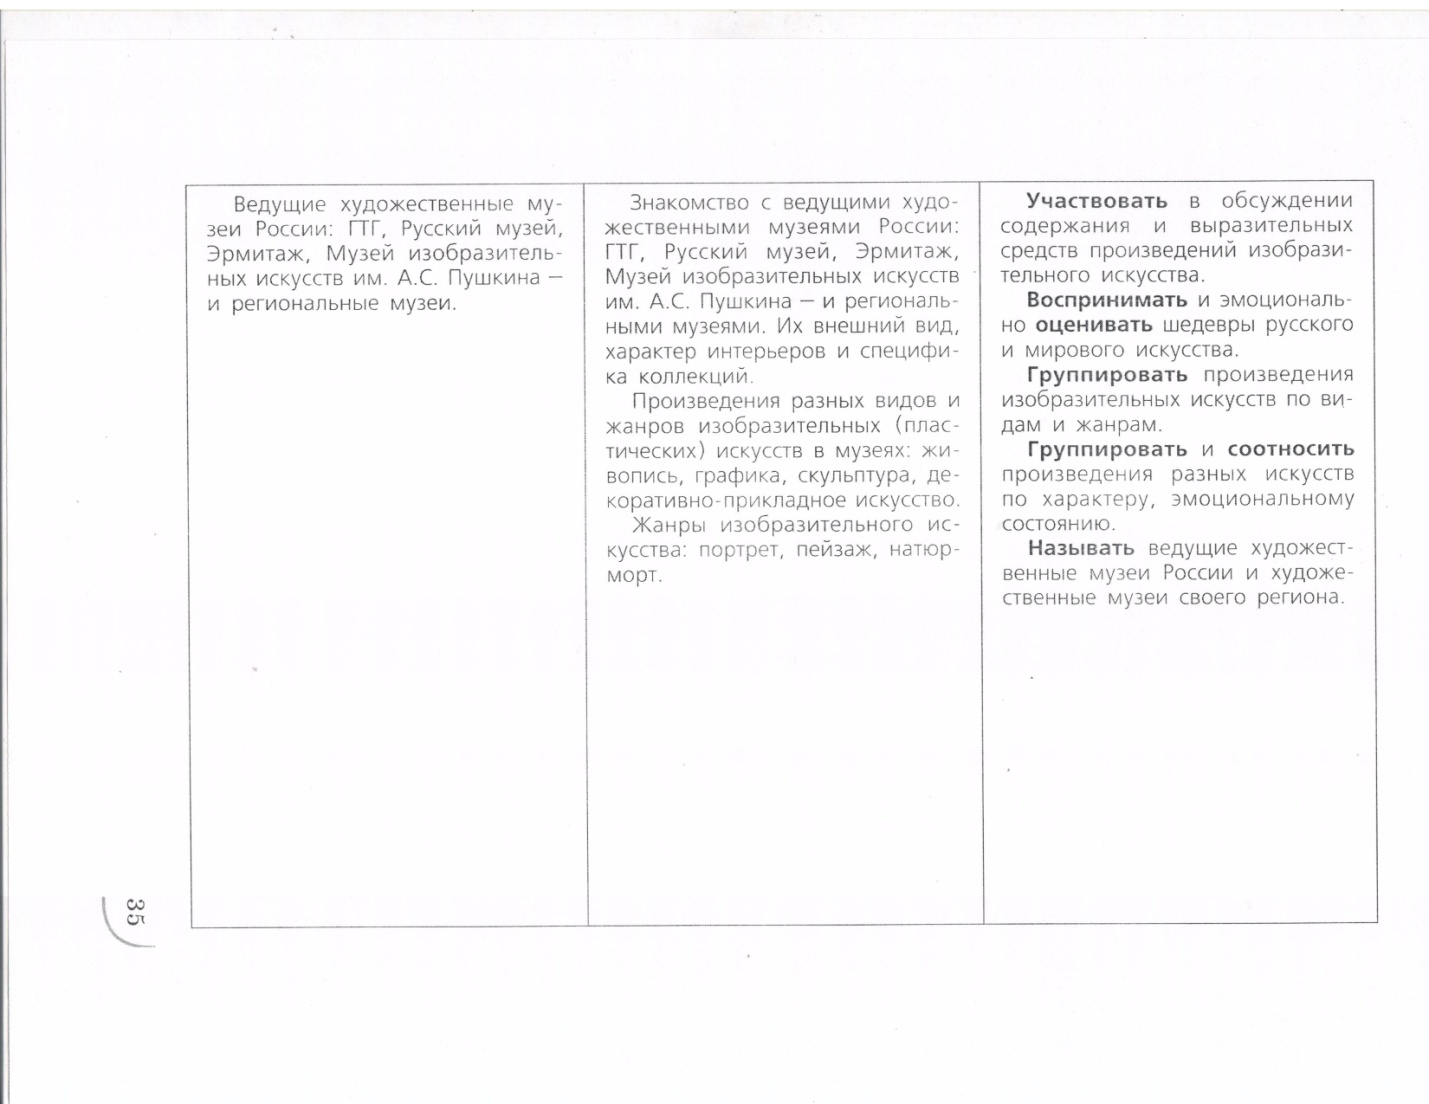 Ведущие художественные му-
зеи России: ГТГ, Русский музей,
Эрмитаж, Музей изобразитель-
ных искусств им. А.С. Пушкина –
и региональные музеи.
Знакомство с ведущими худо-
жественными музеями России:
ГТГ, Русский музей, Эрмитаж,
Музей изобразительных искусств
им. А.С. Пушкина – и региональ-
ными музеями. Их внешний вид,
характер интерьеров и специфи-
ка коллекций.
Произведения разных видов и
жанров изобразительных (плас-
тических) искусств в музеях: жи-
вопись, графика, скульптура, де-
коративно-прикладное искусство.
Жанры изобразительного ис-
кусства: портрет, пейзаж, натюр-
морт.
Участвовать в обсуждении
содержания и выразительных
средств произведений изобрази-
тельного искусства.
Воспринимать и эмоциональ-
но оценивать шедевры русского
и мирового искусства.
Группировать произведения
изобразительных искусств по ви-
дам и жанрам.
Группировать и соотносить
произведения разных искусств
по характеру, эмоциональному
состоянию.
Называть ведущие художест-
венные музеи России и художе-
ственные музеи своего региона.
35